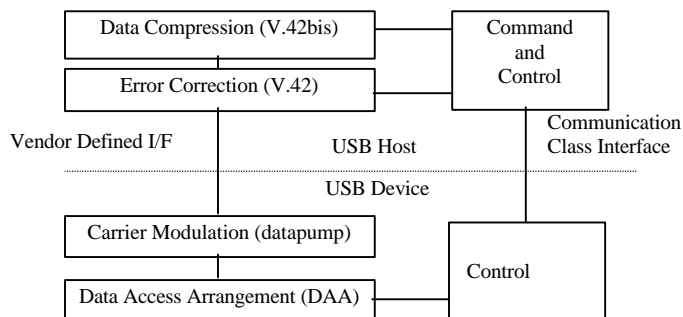 Data Compression (V.42bis)
Command
and
Control
Error Correction (V.42)
Vendor Defined I/F
USB Host
Communication
Class Interface
USB Device
Carrier Modulation (datapump)
Control
Data Access Arrangement (DAA)